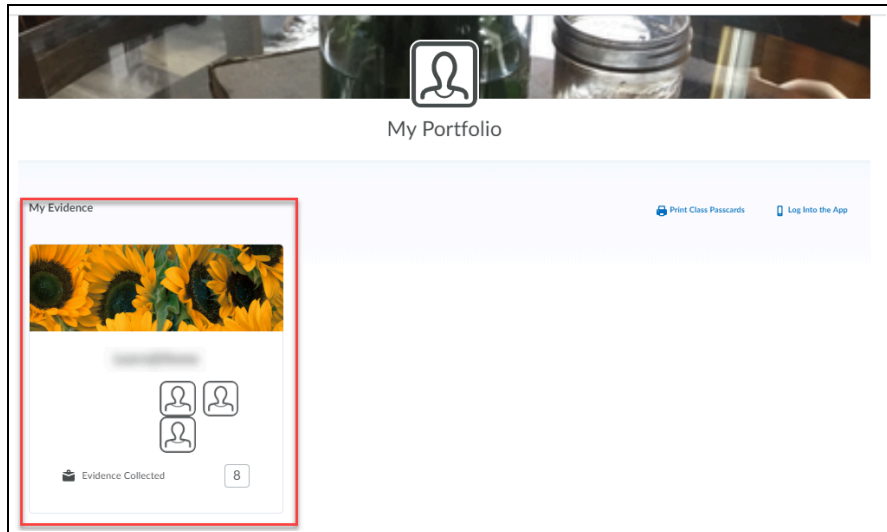 My Portfolio
My Evidence
Print Class Passcards
Log Into the App
Evidence Collected
8